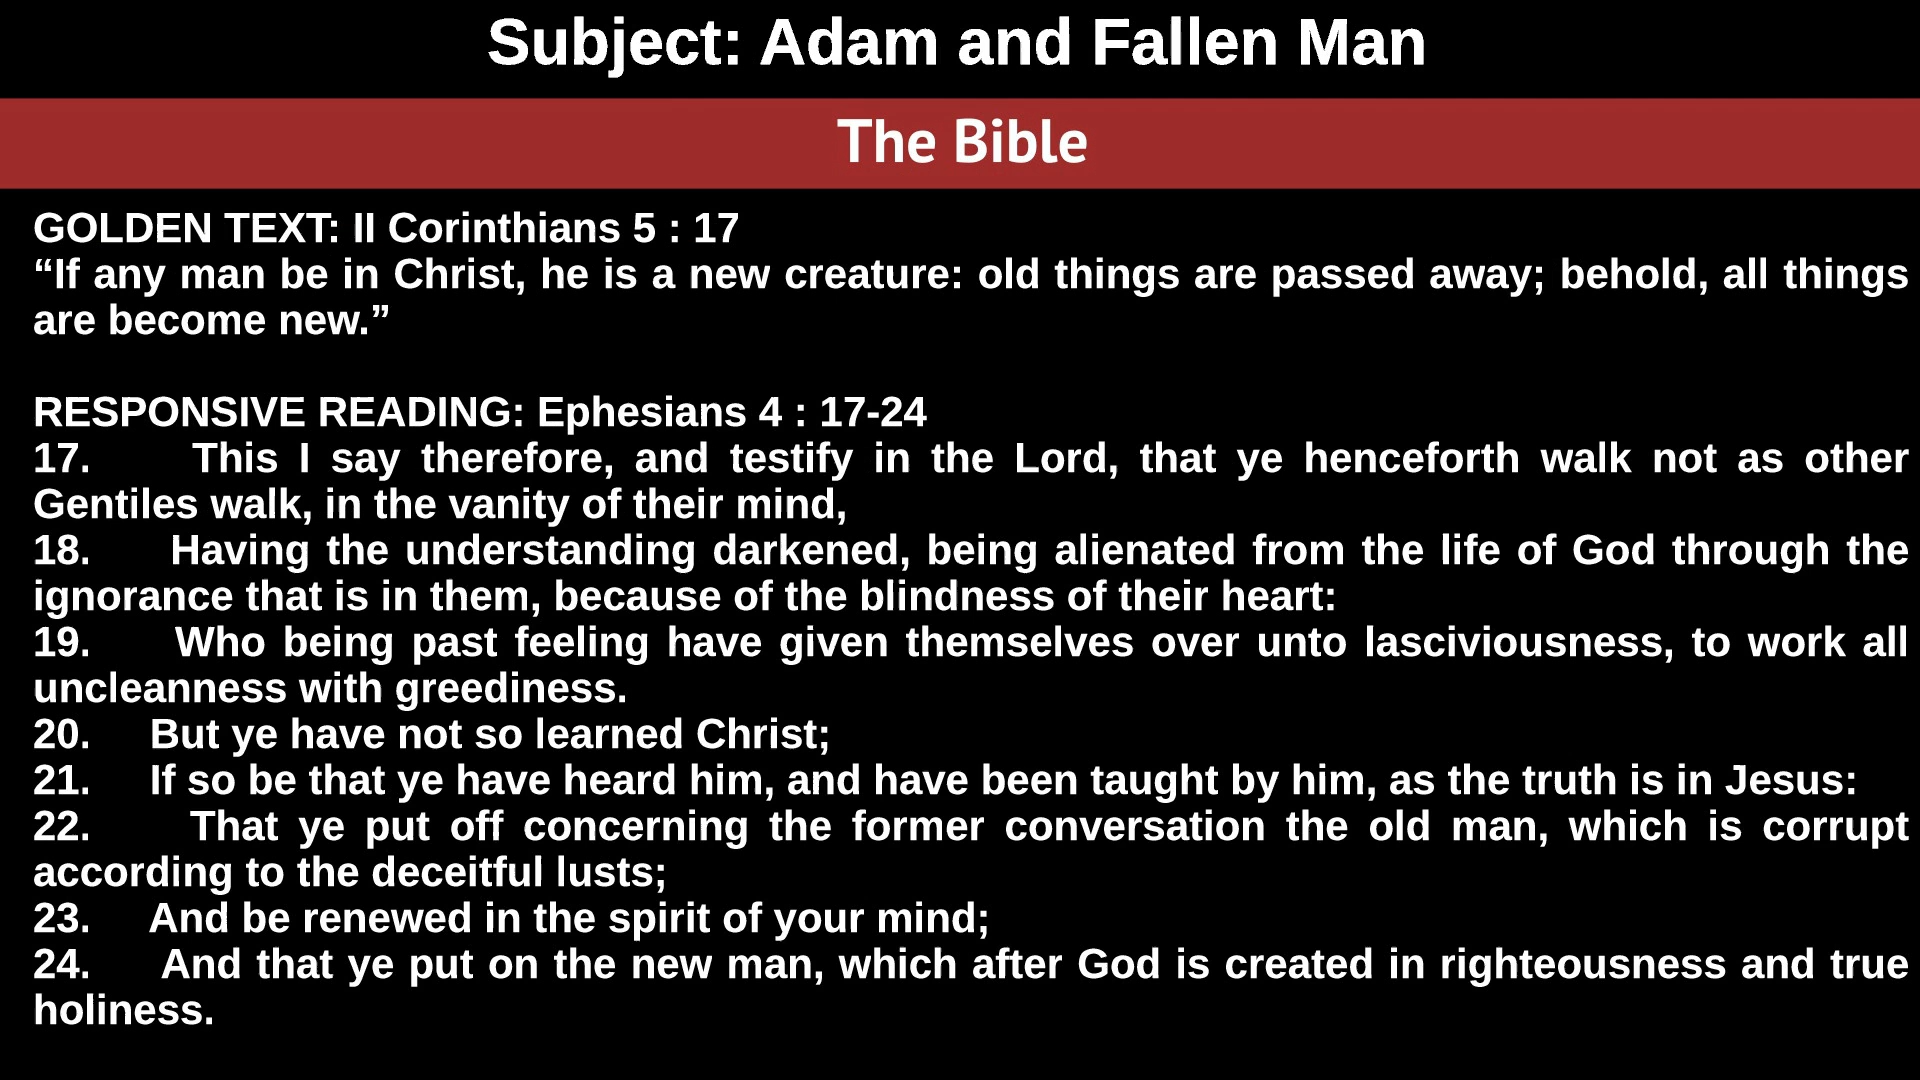 Subject: Adam and Fallen Man
The Bible
GOLDEN TEXT: II Corinthians 5 : 17
“If any man be in Christ, he is a new creature: old things are passed away; behold, all things
are become new.”
RESPONSIVE READING: Ephesians 4 : 17-24
17. This I say therefore, and testify in the Lord, that ye henceforth walk not as other
Gentiles walk, in the vanity of their mind,
18. Having the understanding darkened, being alienated from the life of God through the
ignorance that is in them, because of the blindness of their heart:
19. Who being past feeling have given themselves over unto lasciviousness, to work all
uncleanness with greediness.
20. But ye have not so learned Christ;
21. If so be that ye have heard him, and have been taught by him, as the truth is in Jesus:
22. That ye put off concerning the former conversation the old man, which is corrupt
according to the deceitful lusts;
23. And be renewed in the spirit of your mind;
24. And that ye put on the new man, which after God is created in righteousness and true
holiness.